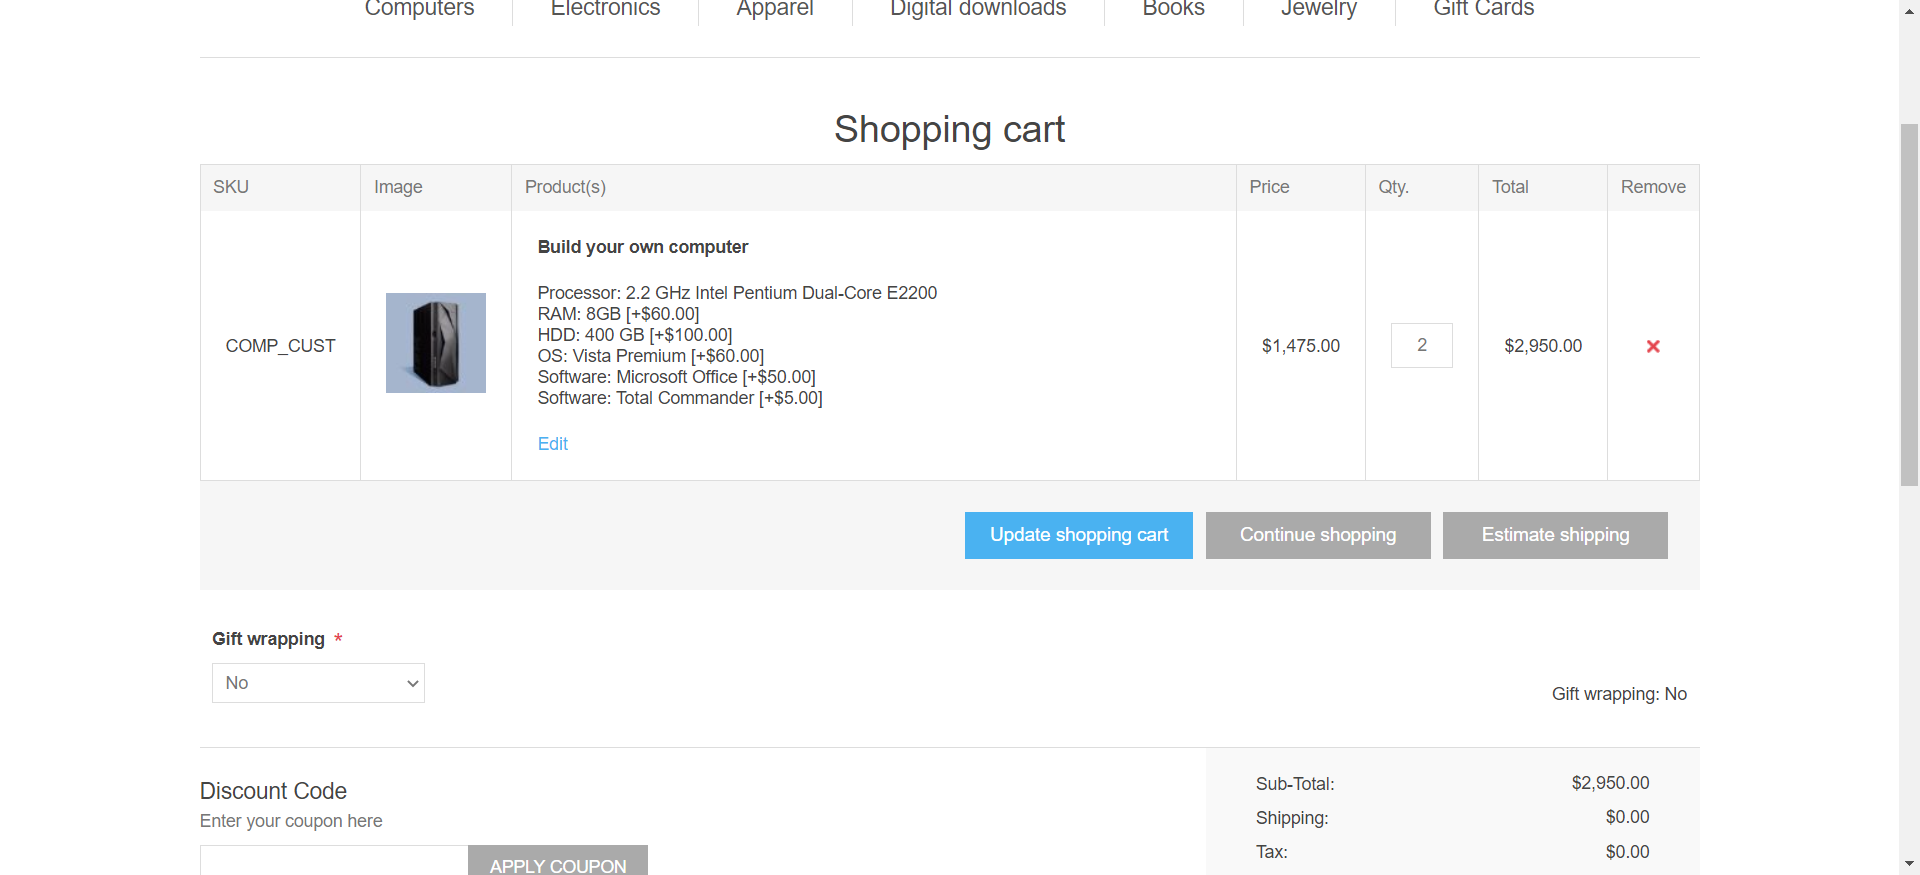 Computers Electronics Apparel Digital downloads Books Jewelry Gift Cards
Shopping cart
SKU Image Product(s) Price Qty. Total Remove
Build your own computer
Processor: 2.2 GHz Intel Pentium Dual-Core E2200
RAM: 8GB [+$60.00]
HDD: 400 GB [+$100.00]
OS: Vista Premium [+$60.00]
Software: Microsoft Office [+$50.00]
Software: Total Commander [+$5.00]
Edit
COMP_CUST $1,475.00 2 $2,950.00
Update shopping cart Continue shopping Estimate shipping
Gift wrapping *
No
Gift wrapping: No
Discount Code
Enter your coupon here
APPLY COUPON
Sub-Total: $2,950.00
Shipping: $0.00
Tax: $0.00